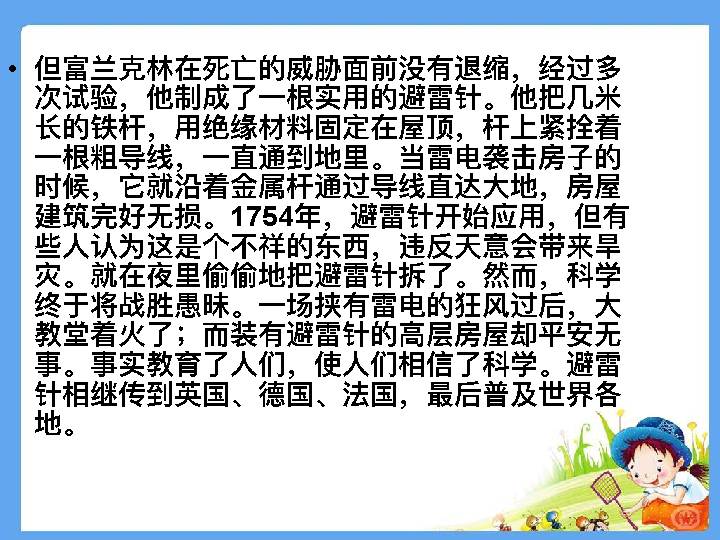 • 但富兰克林在死亡的威胁面前没有退缩，经过多
次试验，他制成了一根实用的避雷针。他把几米
长的铁杆，用绝缘材料固定在屋顶，杆上紧拴着
一根粗导线，一直通到地里。当雷电袭击房子的
时候，它就沿着金属杆通过导线直达大地，房屋
建筑完好无损。1754年，避雷针开始应用，但有
些人认为这是个不祥的东西，违反天意会带来旱
灾。就在夜里偷偷地把避雷针拆了。然而，科学
终于将战胜愚昧。一场挟有雷电的狂风过后，大
教堂着火了；而装有避雷针的高层房屋却平安无
事。事实教育了人们，使人们相信了科学。避雷
针相继传到英国、德国、法国，最后普及世界各
地。